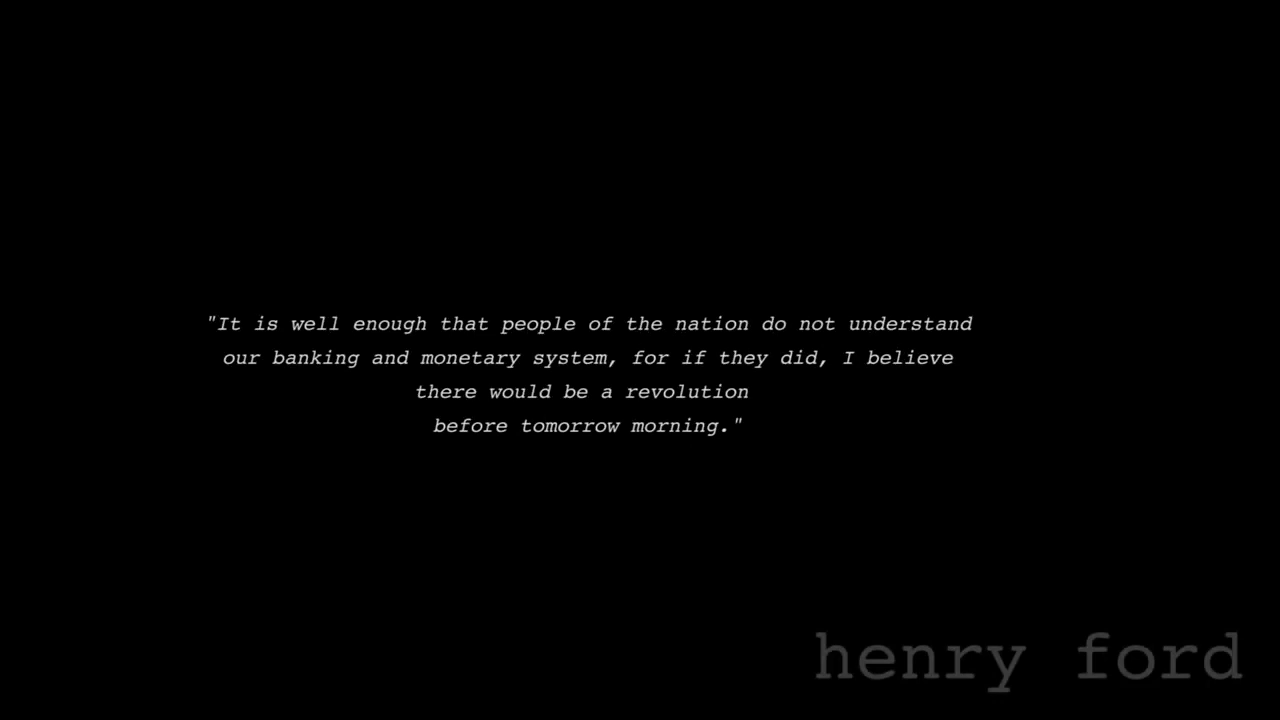 "It is well enough that people of the nation do not understand
our banking and monetary system, for if they did, I believe
there would be a revolution
before tomorrow morning."
henry ford